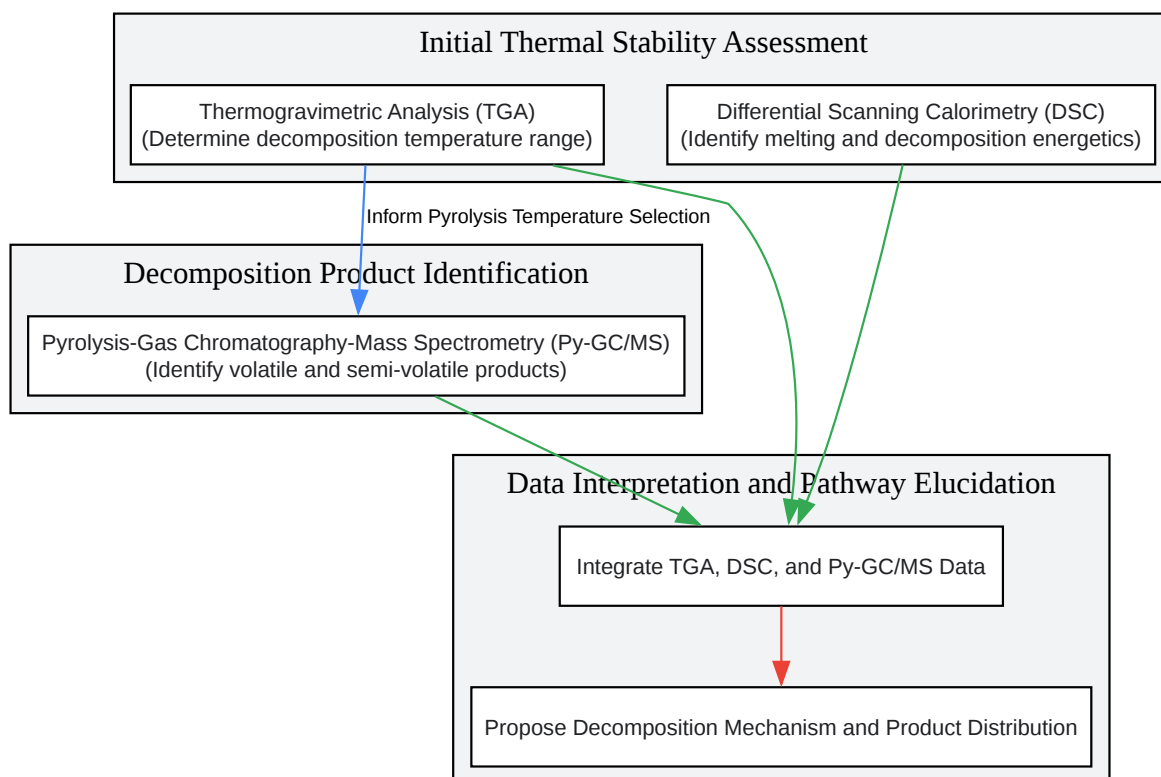 Initial Thermal Stability Assessment
Thermogravimetric Analysis (TGA)
(Determine decomposition temperature range)
Differential Scanning Calorimetry (DSC)
(Identify melting and decomposition energetics)
Inform Pyrolysis Temperature Selection
Decomposition Product Identification
Pyrolysis-Gas Chromatography-Mass Spectrometry (Py-GC/MS)
(Identify volatile and semi-volatile products)
Data Interpretation and Pathway Elucidation
Integrate TGA, DSC, and Py-GC/MS Data
Propose Decomposition Mechanism and Product Distribution